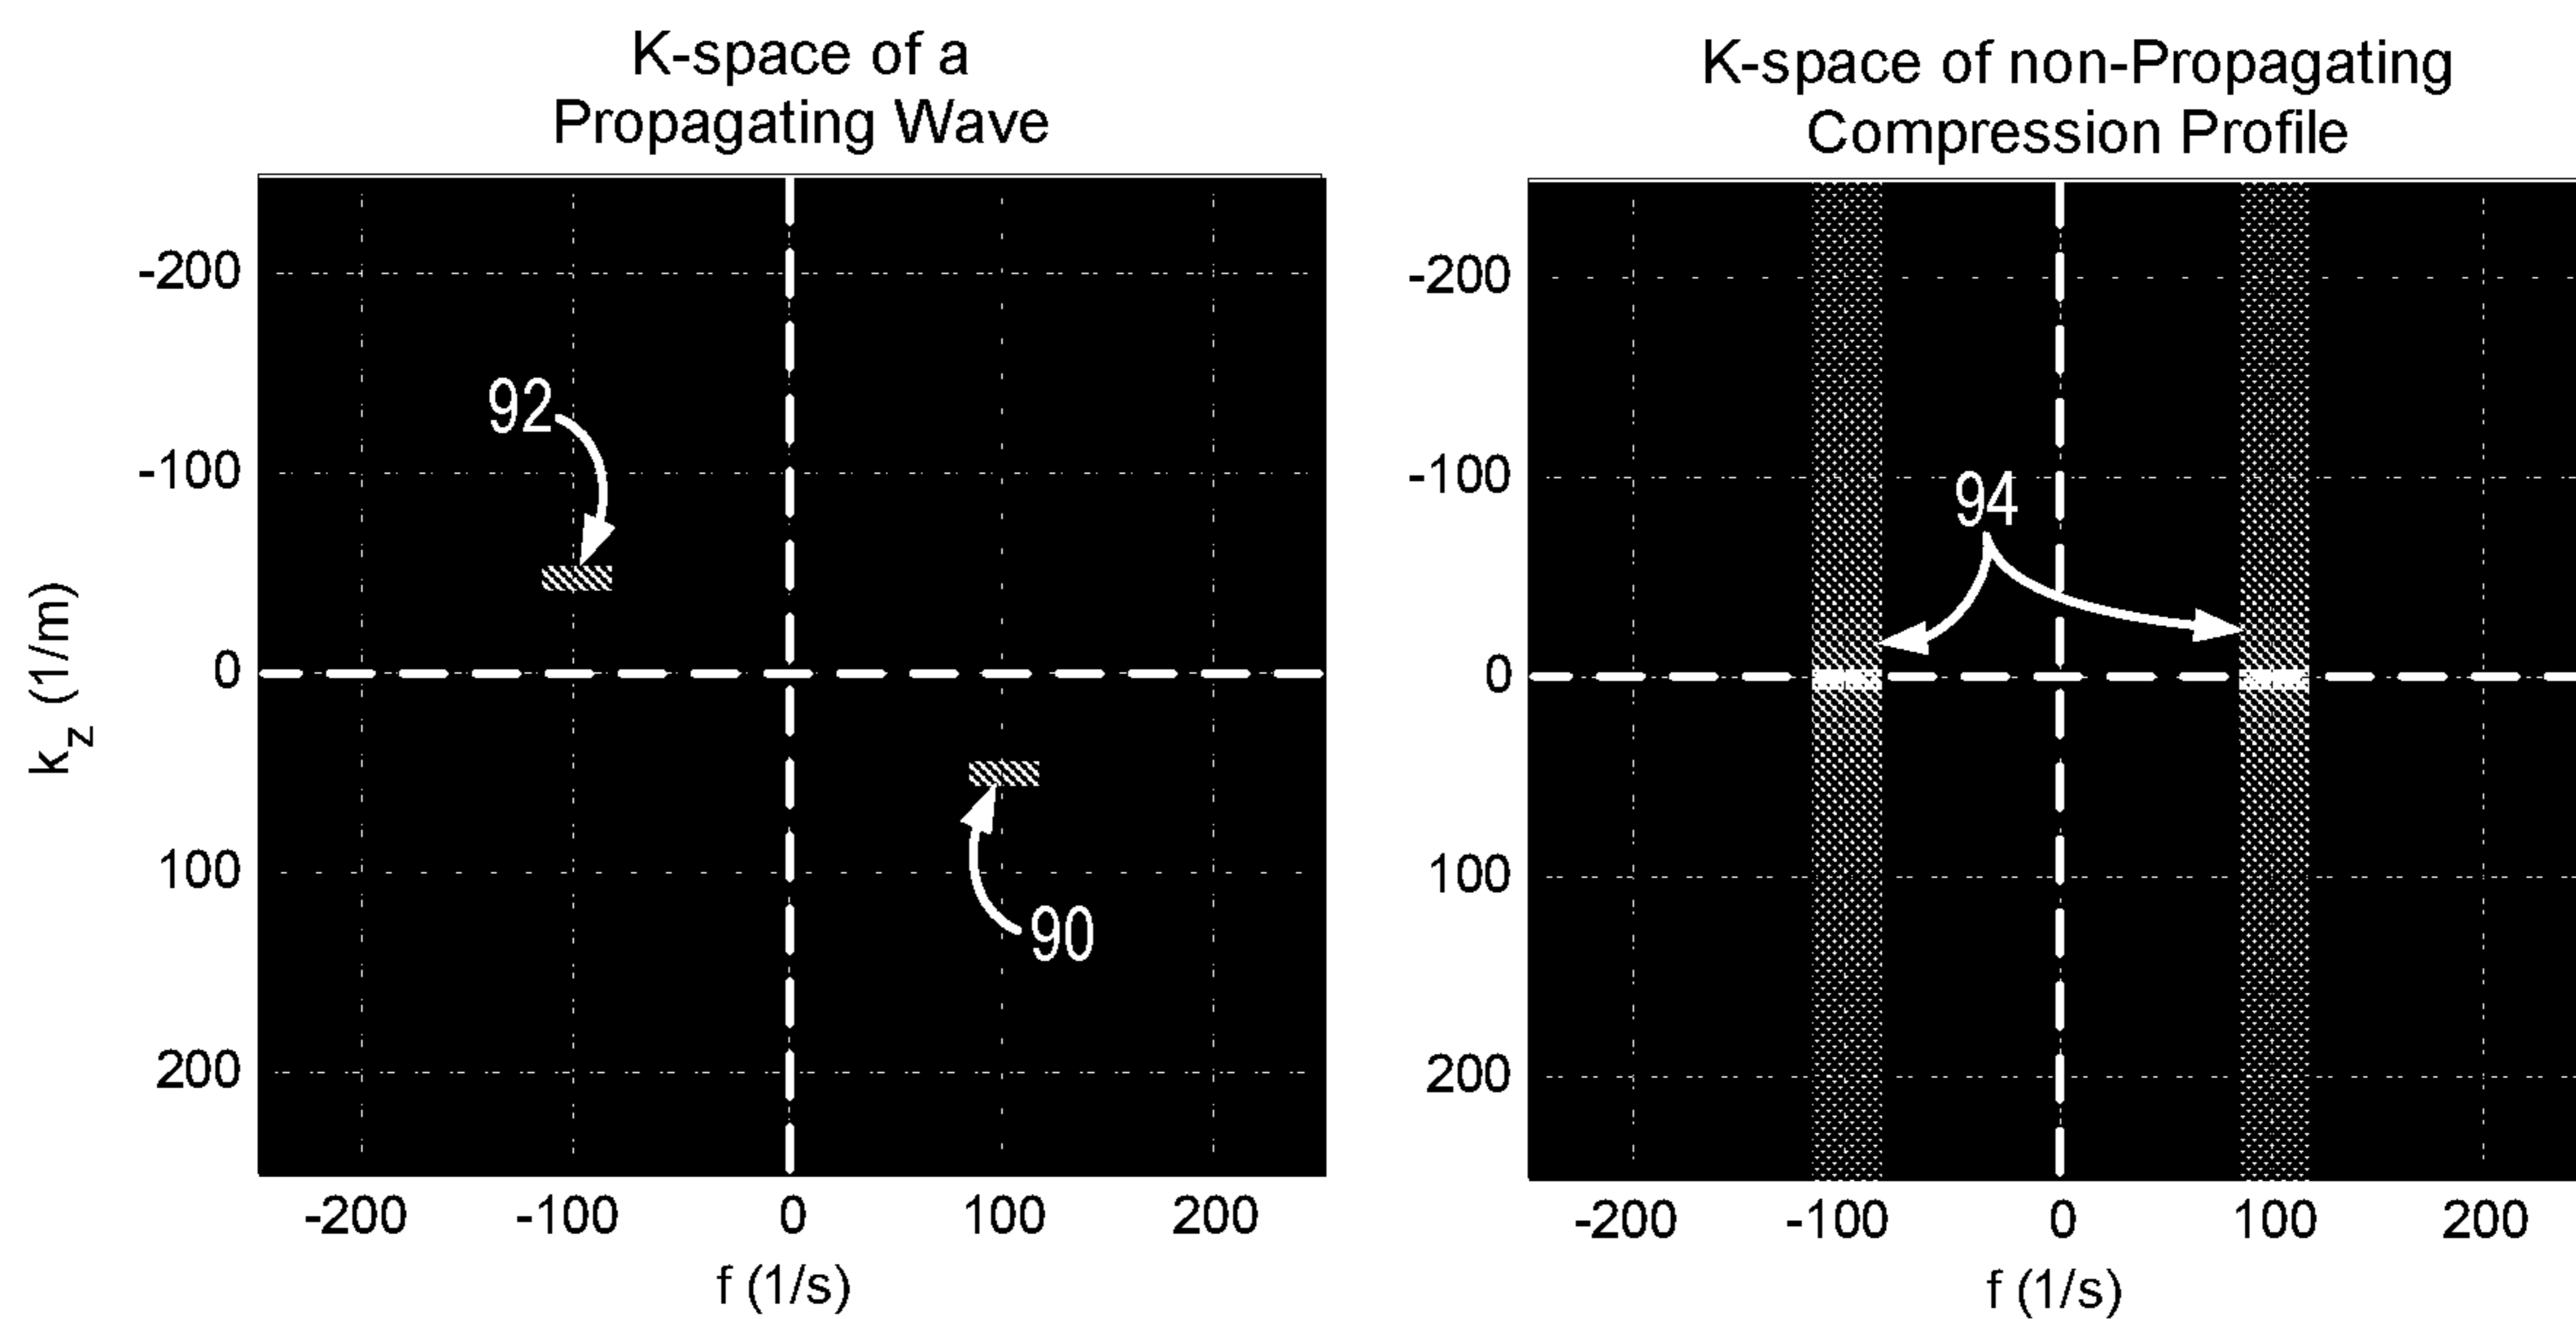 K-space of a
Propagating Wave
-200
-100
0
100
200
k_z (1/m)
92
90
-200 -100 0 100 200
f (1/s)
K-space of non-Propagating
Compression Profile
-200
-100
0
100
200
94
-200 -100 0 100 200
f (1/s)